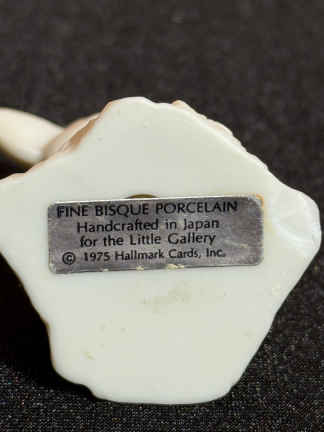 FINE BISQUE PORCELAIN
Handcrafted in Japan
for the Little Gallery
© 1975 Hallmark Cards, Inc.